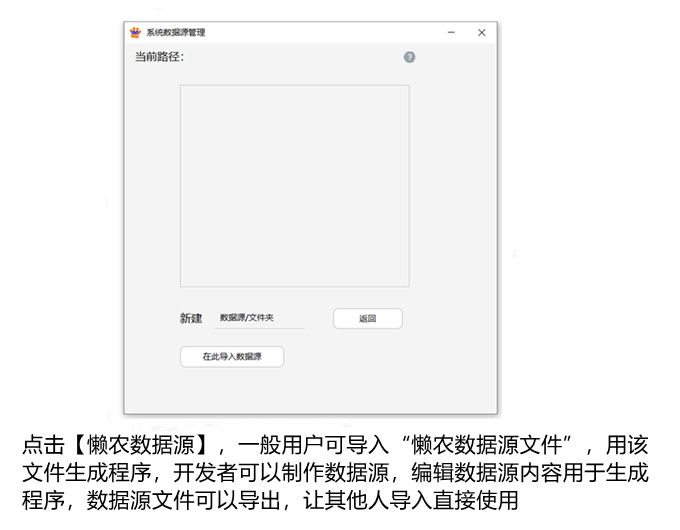 系统数据源管理
当前路径：
?
新建 数据源/文件夹 返回
在此导入数据源
点击【懒农数据源】，一般用户可导入“懒农数据源文件”，用该
文件生成程序，开发者可以制作数据源，编辑数据源内容用于生成
程序，数据源文件可以导出，让其他人导入直接使用